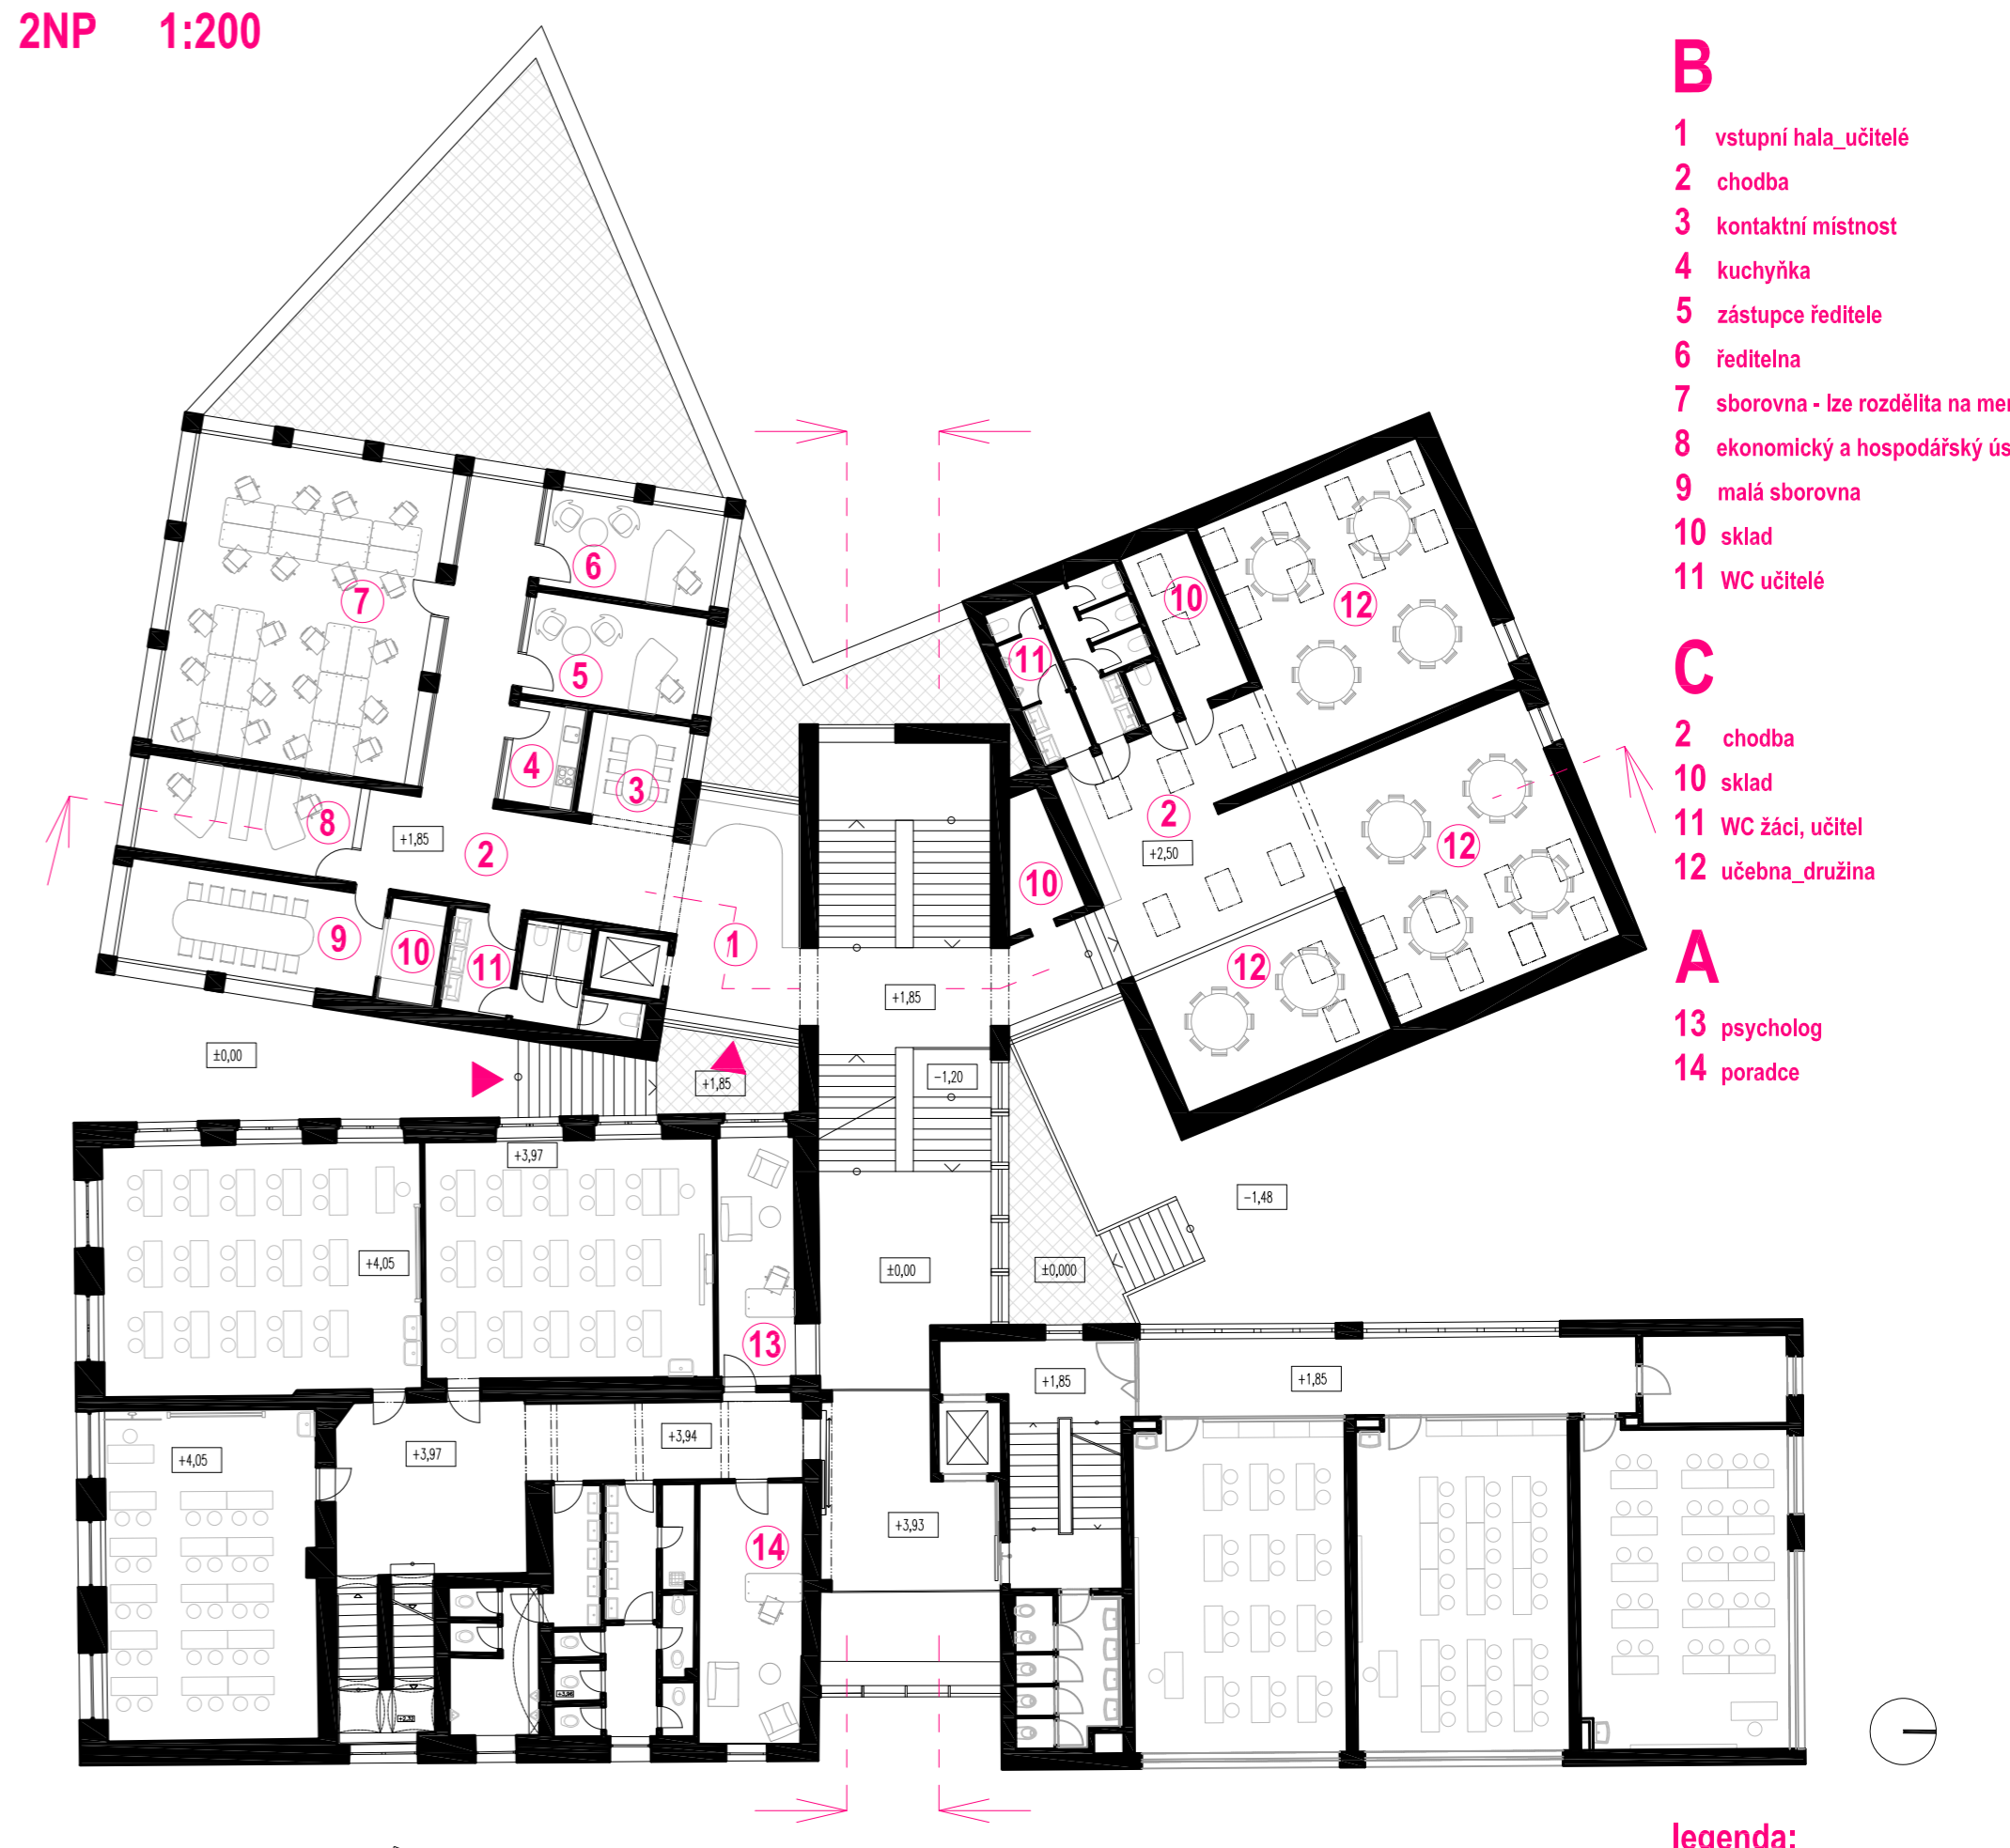 2NP 1:200
B
1 vstupní hala_učitelé
2 chodba
3 kontaktní místnost
4 kuchyňka
5 zástupce ředitele
6 ředitelna
7 sborovna - lze rozdělita na
8 ekonomický a hospodářský
9 malá sborovna
10 sklad
11 WC učitelé
C
2 chodba
10 sklad
11 WC žáci, učitel
12 učebna_družina
A
13 psycholog
14 poradce
6
7
10
12
5
11
4
3
8
2
12
+1,85
2
+2,50
10
9
10
11
1
12
+1,85
±0,00
+1,85
-1,20
+3,97
-1,48
+4,05
±0,00
±0,000
13
+1,85
+1,85
+3,94
+3,97
+4,05
+3,93
14
legenda: